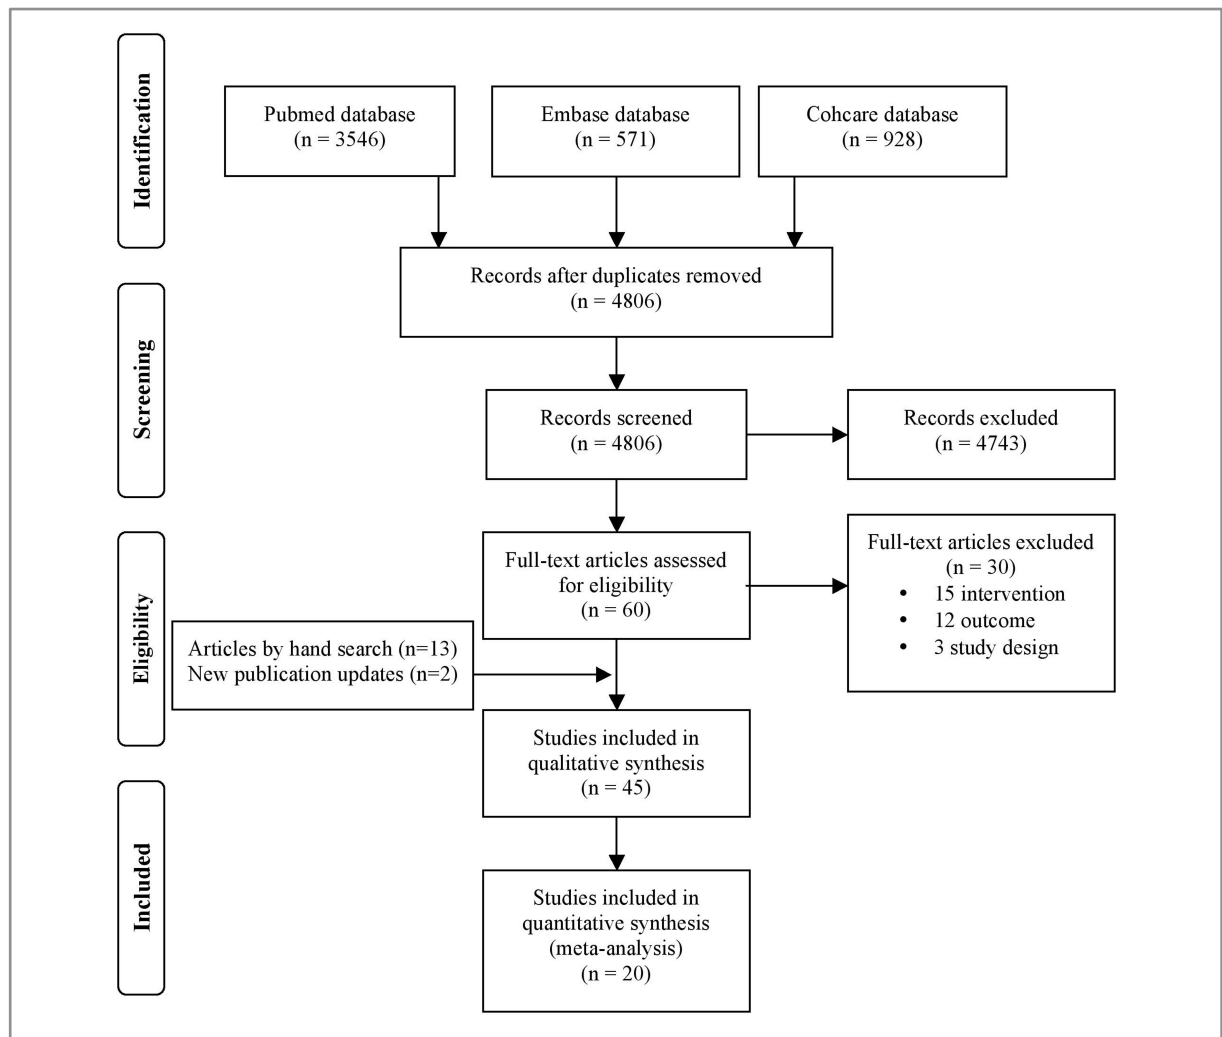 Identification
Pubmed database
(n = 3546)
Embase database
(n = 571)
Cohcare database
(n = 928)
Records after duplicates removed
(n = 4806)
Screening
Records screened
(n = 4806)
Records excluded
(n = 4743)
Eligibility
Full-text articles assessed
for eligibility
(n = 60)
Full-text articles excluded
(n = 30)
• 15 intervention
• 12 outcome
• 3 study design
Articles by hand search (n=13)
New publication updates (n=2)
Studies included in
qualitative synthesis
(n = 45)
Included
Studies included in
quantitative synthesis
(meta-analysis)
(n = 20)